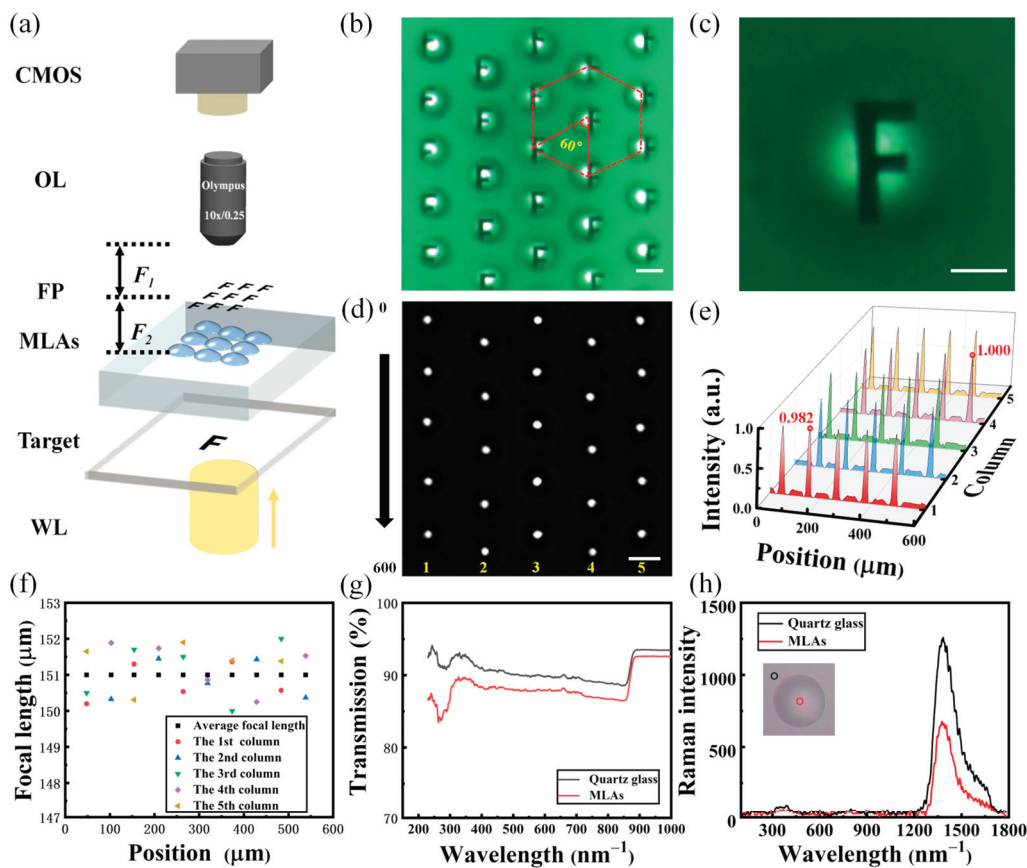 (a)
CMOS
OL
Olympus
10x/0.25
F1
FP
F F F
F F F
F F F
F2
MLAs
Target
F
WL
(b)
60°
(c)
F
(d)
0
600
1 2 3 4 5
(e)
1.000
0.982
Intensity (a.u.)
1.0
0.5
0.0
0 200 400 600
Position (μm)
1 2 3 4 5
Column
(f)
Focal length (μm)
153
152
151
150
149
148
147
Average focal length
The 1st column
The 2nd column
The 3rd column
The 4th column
The 5th column
0 100 200 300 400 500 600
Position (μm)
(g)
Transmission (%)
100
90
80
70
Quartz glass
MLAs
200 300 400 500 600 700 800 900 1000
Wavelength (nm⁻¹)
(h)
Raman intensity
1500
1250
1000
750
500
250
0
Quartz glass
MLAs
300 600 900 1200 1500 1800
Wavelength (nm⁻¹)